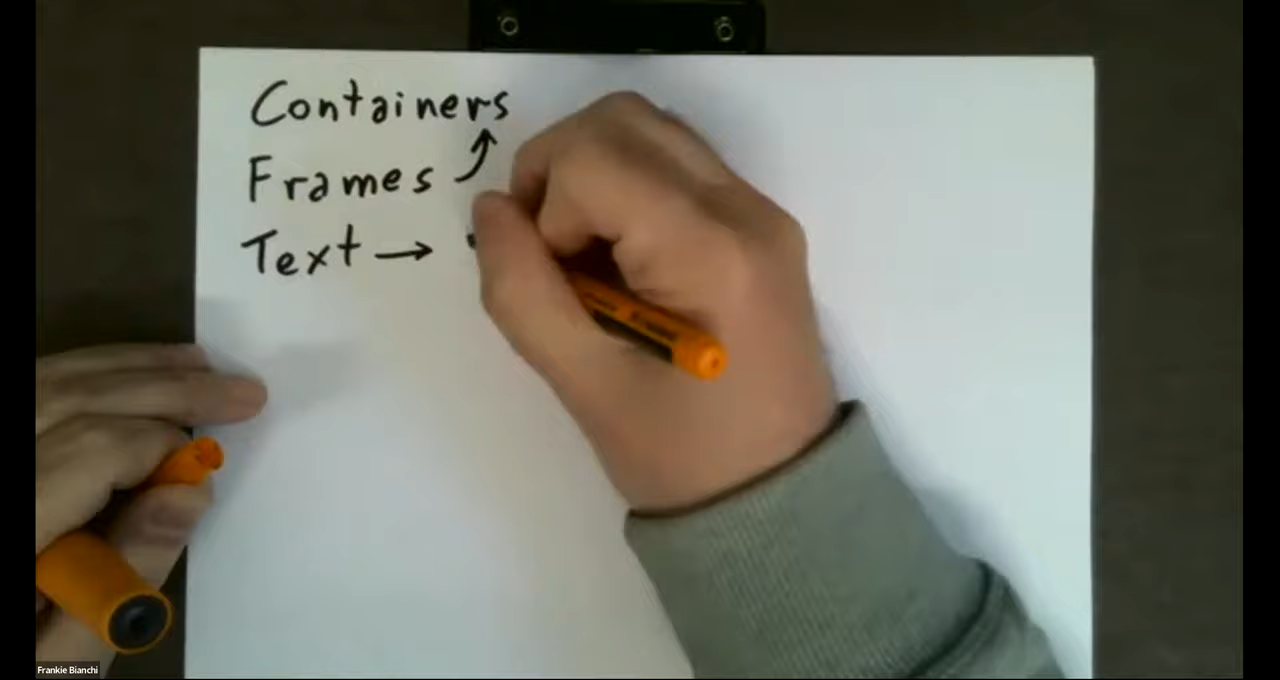 Containers
Frames
Text →
Frankie Bianchi